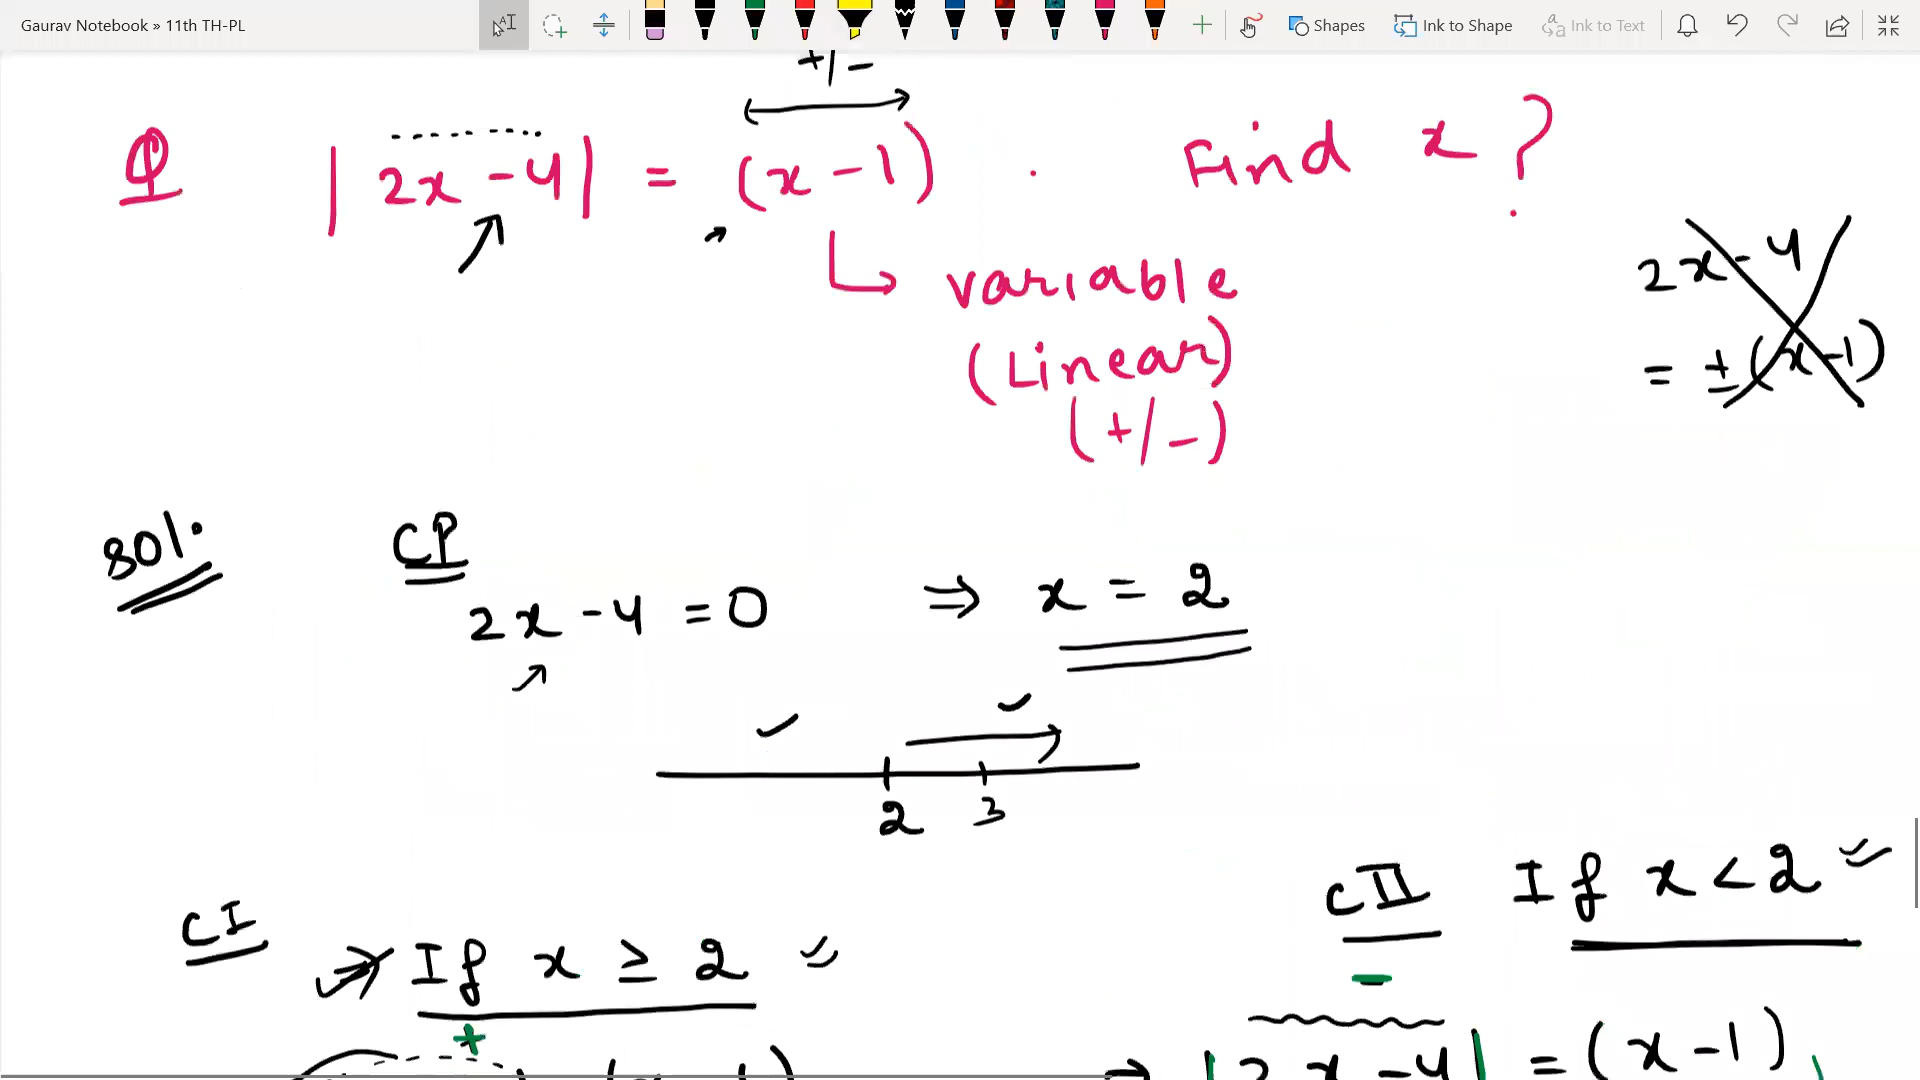 Gaurav Notebook » 11th TH-PL
Shapes
Ink to Shape
Ink to Text
+/-
Q |2x-4| = (x-1) . Find x ?
variable
(Linear)
(+/-)
2x-4
= ±(x-1)
Sol.
CP
2x-4 = 0 ⇒ x = 2
2 3
CI If x ≥ 2
+
CII If x < 2
-
→ |2x-4| = (x-1)